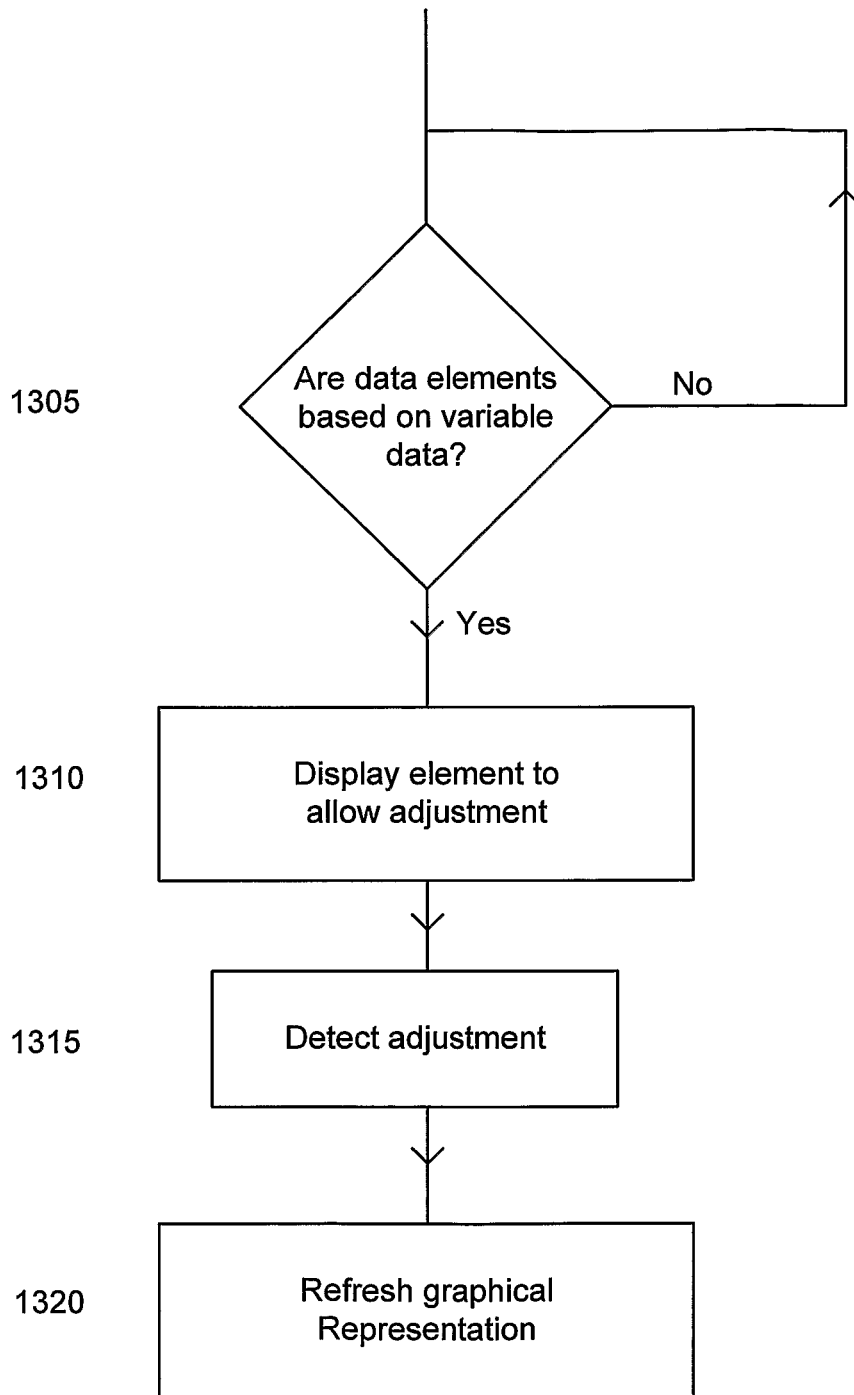 1305
Are data elements
based on variable
data?
No
Yes
1310
Display element to
allow adjustment
1315
Detect adjustment
1320
Refresh graphical
Representation